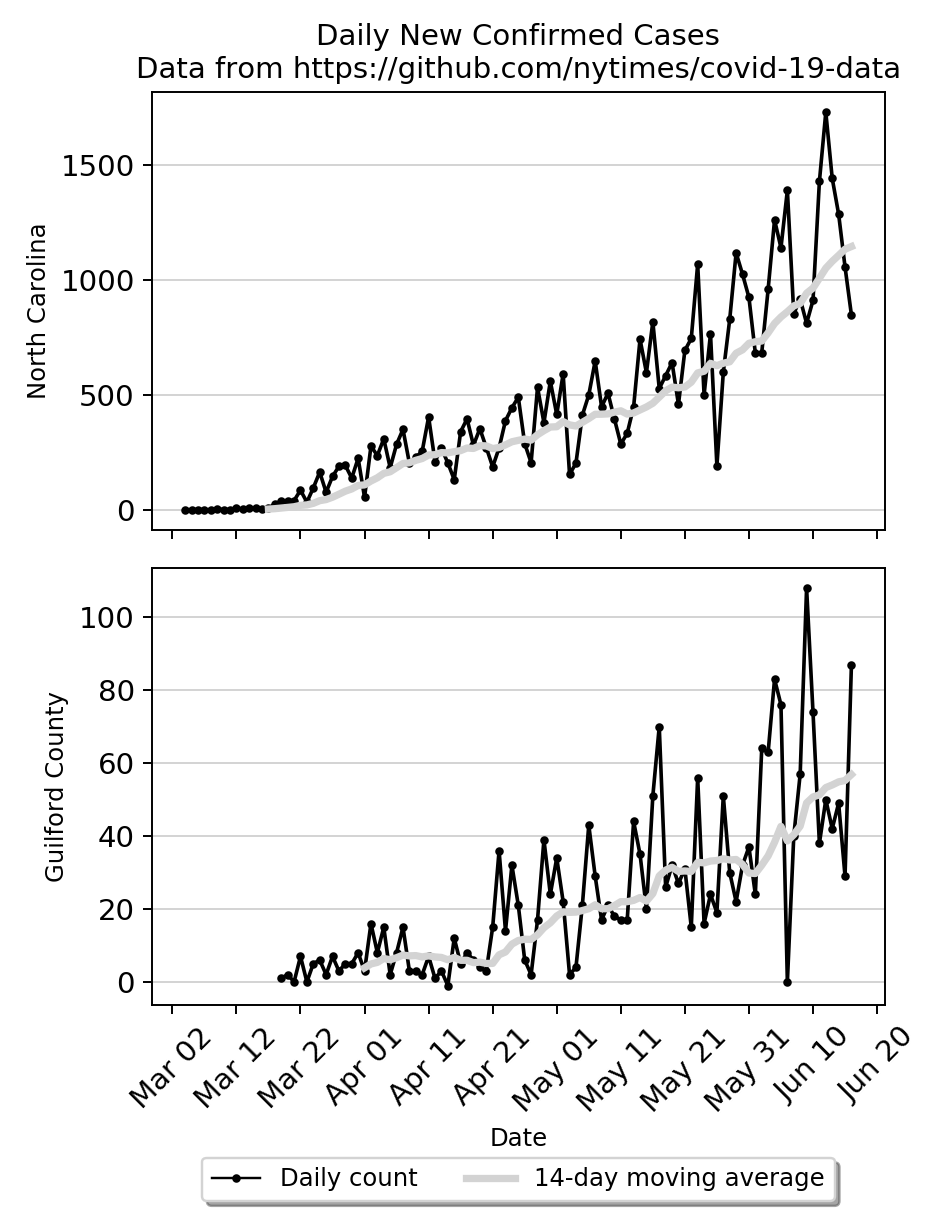 Daily New Confirmed Cases
Data from https://github.com/nytimes/covid-19-data
North Carolina
1500
1000
500
0
Guilford County
100
80
60
40
20
0
Mar 02 Mar 12 Mar 22 Apr 01 Apr 11 Apr 21 May 01 May 11 May 21 May 31 Jun 10 Jun 20
Date
Daily count 14-day moving average